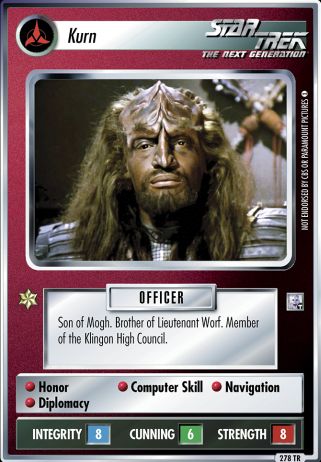 Kurn
STAR TREK
THE NEXT GENERATION
NOT ENDORSED BY CBS OR PARAMOUNT PICTURES
OFFICER
Son of Mogh. Brother of Lieutenant Worf. Member
of the Klingon High Council.
Honor Computer Skill Navigation
Diplomacy
INTEGRITY 8 CUNNING 6 STRENGTH 8
278 TR